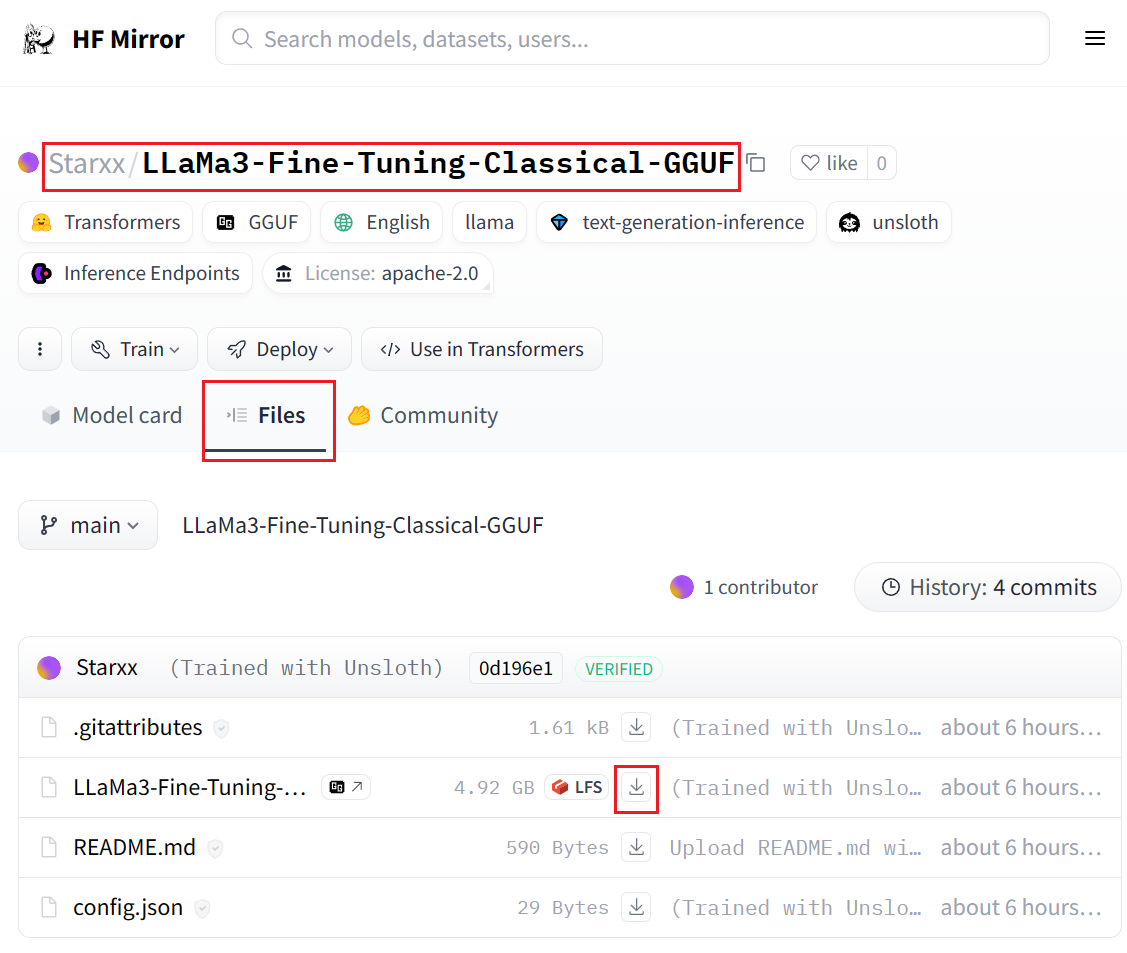 HF Mirror Search models, datasets, users...
Starxx/LLaMa3-Fine-Tuning-Classical-GGUF like 0
Transformers GGUF English llama text-generation-inference unsloth
Inference Endpoints License: apache-2.0
Train Deploy </> Use in Transformers
Model card Files Community
main LLaMa3-Fine-Tuning-Classical-GGUF
1 contributor History: 4 commits
Starxx (Trained with Unsloth) 0d196e1 VERIFIED
.gitattributes 1.61 kB (Trained with Unslo… about 6 hours…
LLaMa3-Fine-Tuning-… 4.92 GB LFS (Trained with Unslo… about 6 hours…
README.md 590 Bytes Upload README.md wi… about 6 hours…
config.json 29 Bytes (Trained with Unslo… about 6 hours…